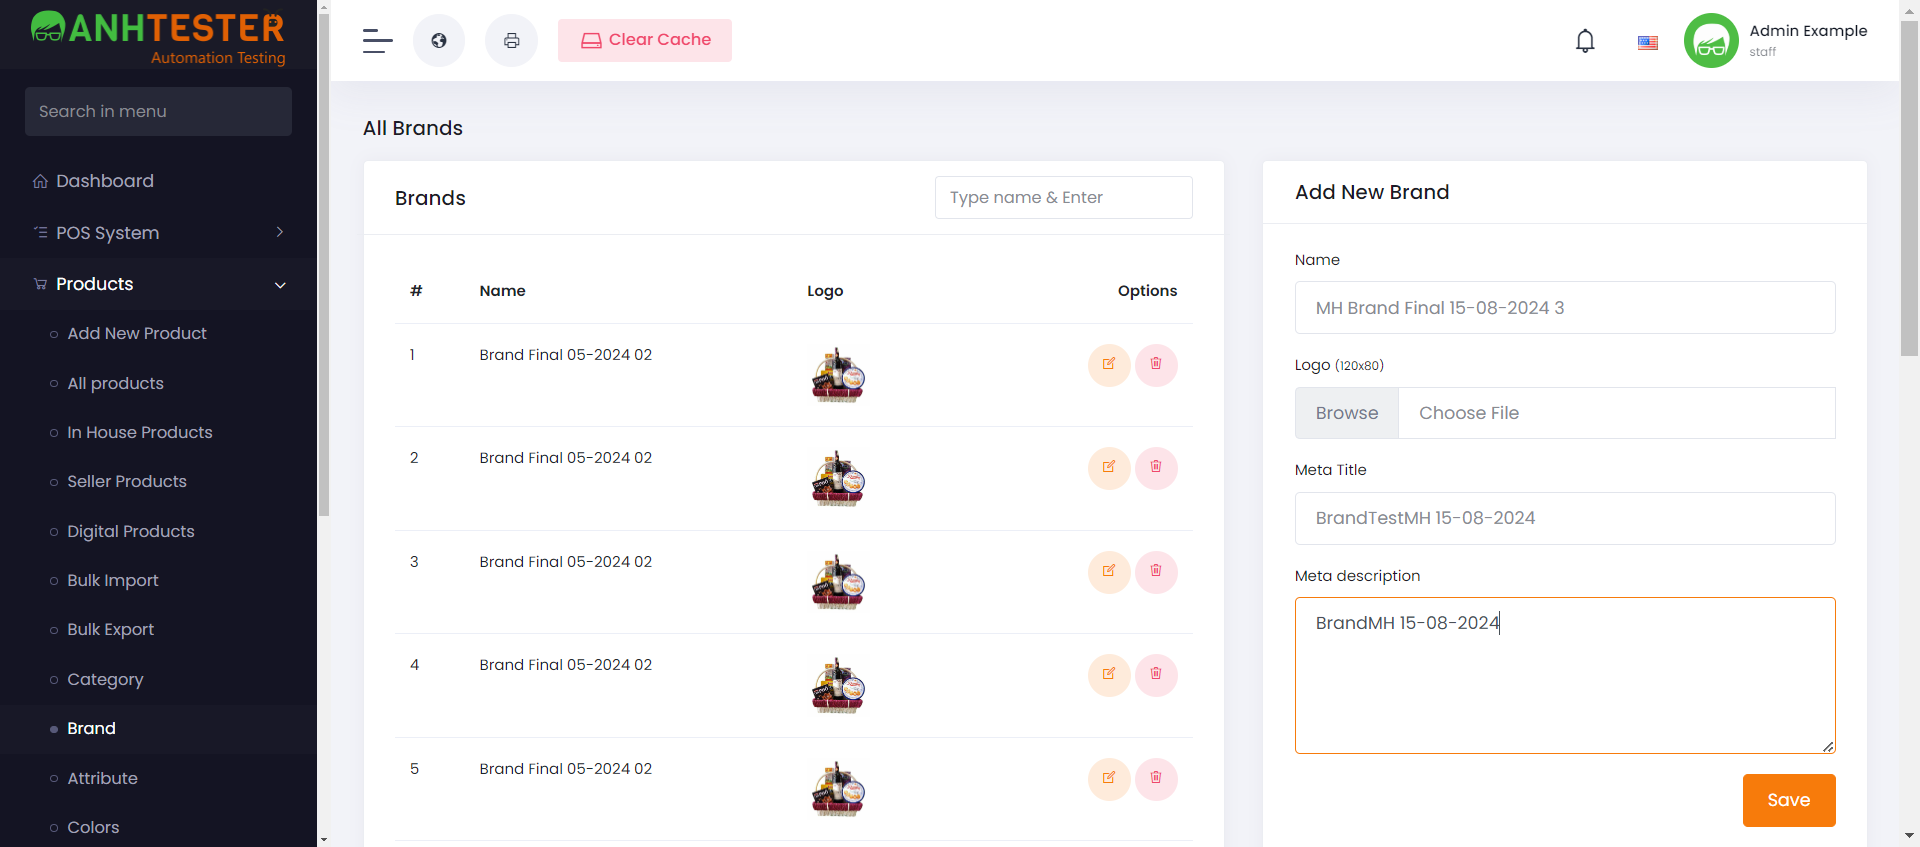 ANHTESTER
Automation Testing
Search in menu
Dashboard
POS System
Products
Add New Product
All products
In House Products
Seller Products
Digital Products
Bulk Import
Bulk Export
Category
Brand
Attribute
Colors
Clear Cache
Admin Example
staff
All Brands
Brands
Type name & Enter
# Name Logo Options
1 Brand Final 05-2024 02
2 Brand Final 05-2024 02
3 Brand Final 05-2024 02
4 Brand Final 05-2024 02
5 Brand Final 05-2024 02
Add New Brand
Name
MH Brand Final 15-08-2024 3
Logo (120x80)
Browse Choose File
Meta Title
BrandTestMH 15-08-2024
Meta description
BrandMH 15-08-2024
Save